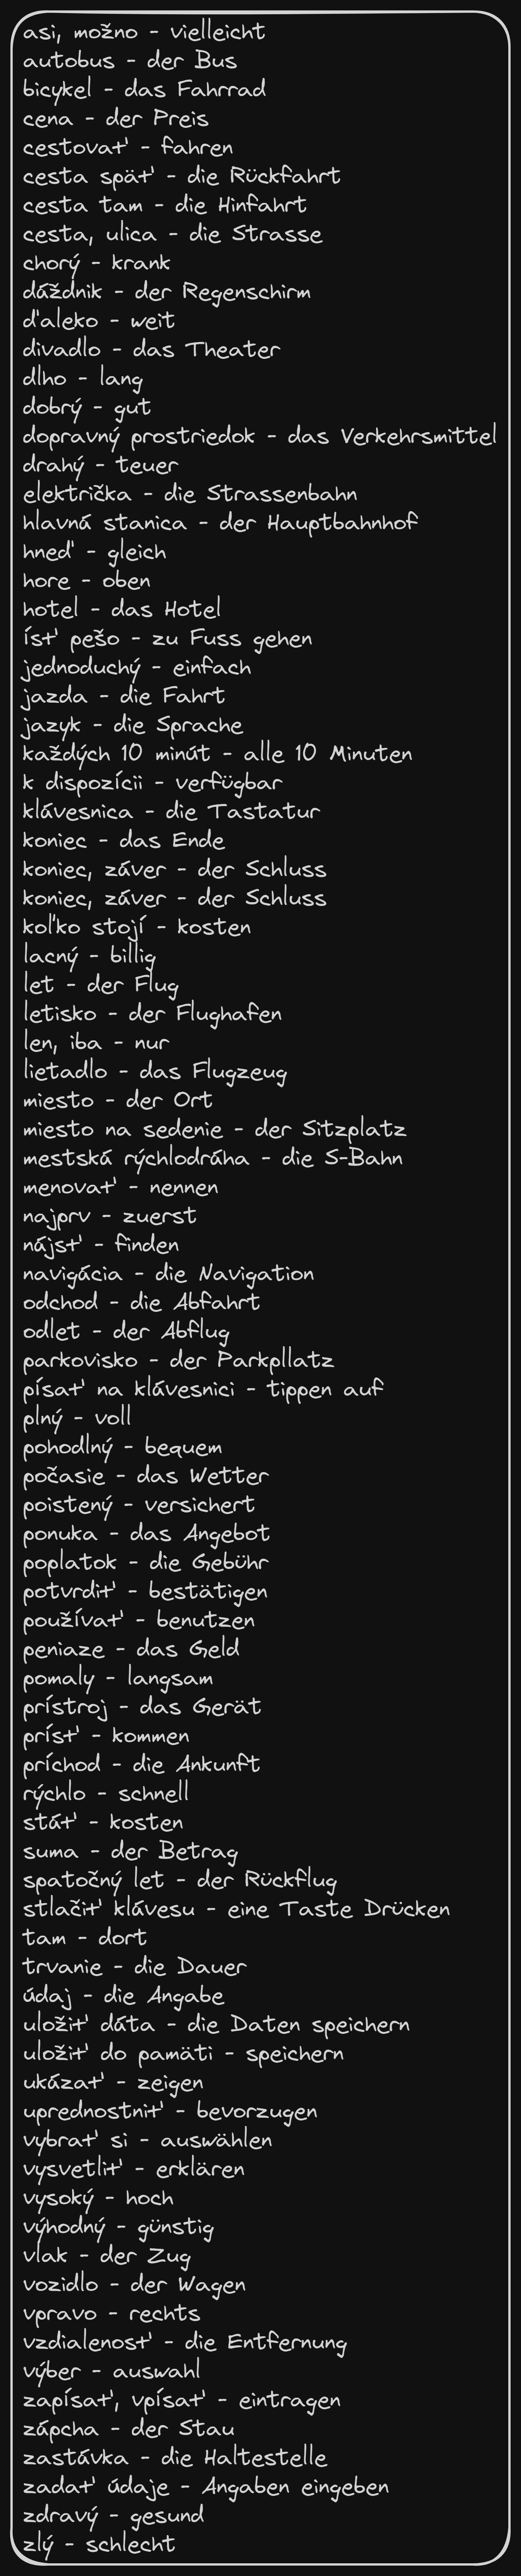 asi, možno - vielleicht
autobus - der Bus
bicykel - das Fahrrad
cena - der Preis
cestovať - fahren
cesta späť - die Rückfahrt
cesta tam - die Hinfahrt
cesta, ulica - die Strasse
chorý - krank
dáždnik - der Regenschirm
ďaleko - weit
divadlo - das Theater
dlho - lang
dobrý - gut
dopravný prostriedok - das Verkehrsmittel
drahý - teuer
električka - die Strassenbahn
hlavná stanica - der Hauptbahnhof
hneď - gleich
hore - oben
hotel - das Hotel
ísť pešo - zu Fuss gehen
jednoduchý - einfach
jazda - die Fahrt
jazyk - die Sprache
každých 10 minút - alle 10 Minuten
k dispozícii - verfügbar
klávesnica - die Tastatur
koniec - das Ende
koniec, záver - der Schluss
koniec, záver - der Schluss
koľko stojí - kosten
lacný - billig
let - der Flug
letisko - der Flughafen
len, iba - nur
lietadlo - das Flugzeug
miesto - der Ort
miesto na sedenie - der Sitzplatz
mestská rýchlodráha - die S-Bahn
menovať - nennen
najprv - zuerst
nájsť - finden
navigácia - die Navigation
odchod - die Abfahrt
odlet - der Abflug
parkovisko - der Parkpllatz
písať na klávesnici - tippen auf
plný - voll
pohodlný - bequem
počasie - das Wetter
poistený - versichert
ponuka - das Angebot
poplatok - die Gebühr
potvrdiť - bestätigen
používať - benutzen
peniaze - das Geld
pomaly - langsam
prístroj - das Gerät
prísť - kommen
príchod - die Ankunft
rýchlo - schnell
stáť - kosten
suma - der Betrag
spatočný let - der Rückflug
stlačiť klávesu - eine Taste Drücken
tam - dort
trvanie - die Dauer
údaj - die Angabe
uložiť dáta - die Daten speichern
uložiť do pamäti - speichern
ukázať - zeigen
uprednostniť - bevorzugen
vybrať si - auswählen
vysvetliť - erklären
vysoký - hoch
výhodný - günstig
vlak - der Zug
vozidlo - der Wagen
vpravo - rechts
vzdialenosť - die Entfernung
výber - auswahl
zapísať, vpísať - eintragen
zápcha - der Stau
zastávka - die Haltestelle
zadať údaje - Angaben eingeben
zdravý - gesund
zlý - schlecht